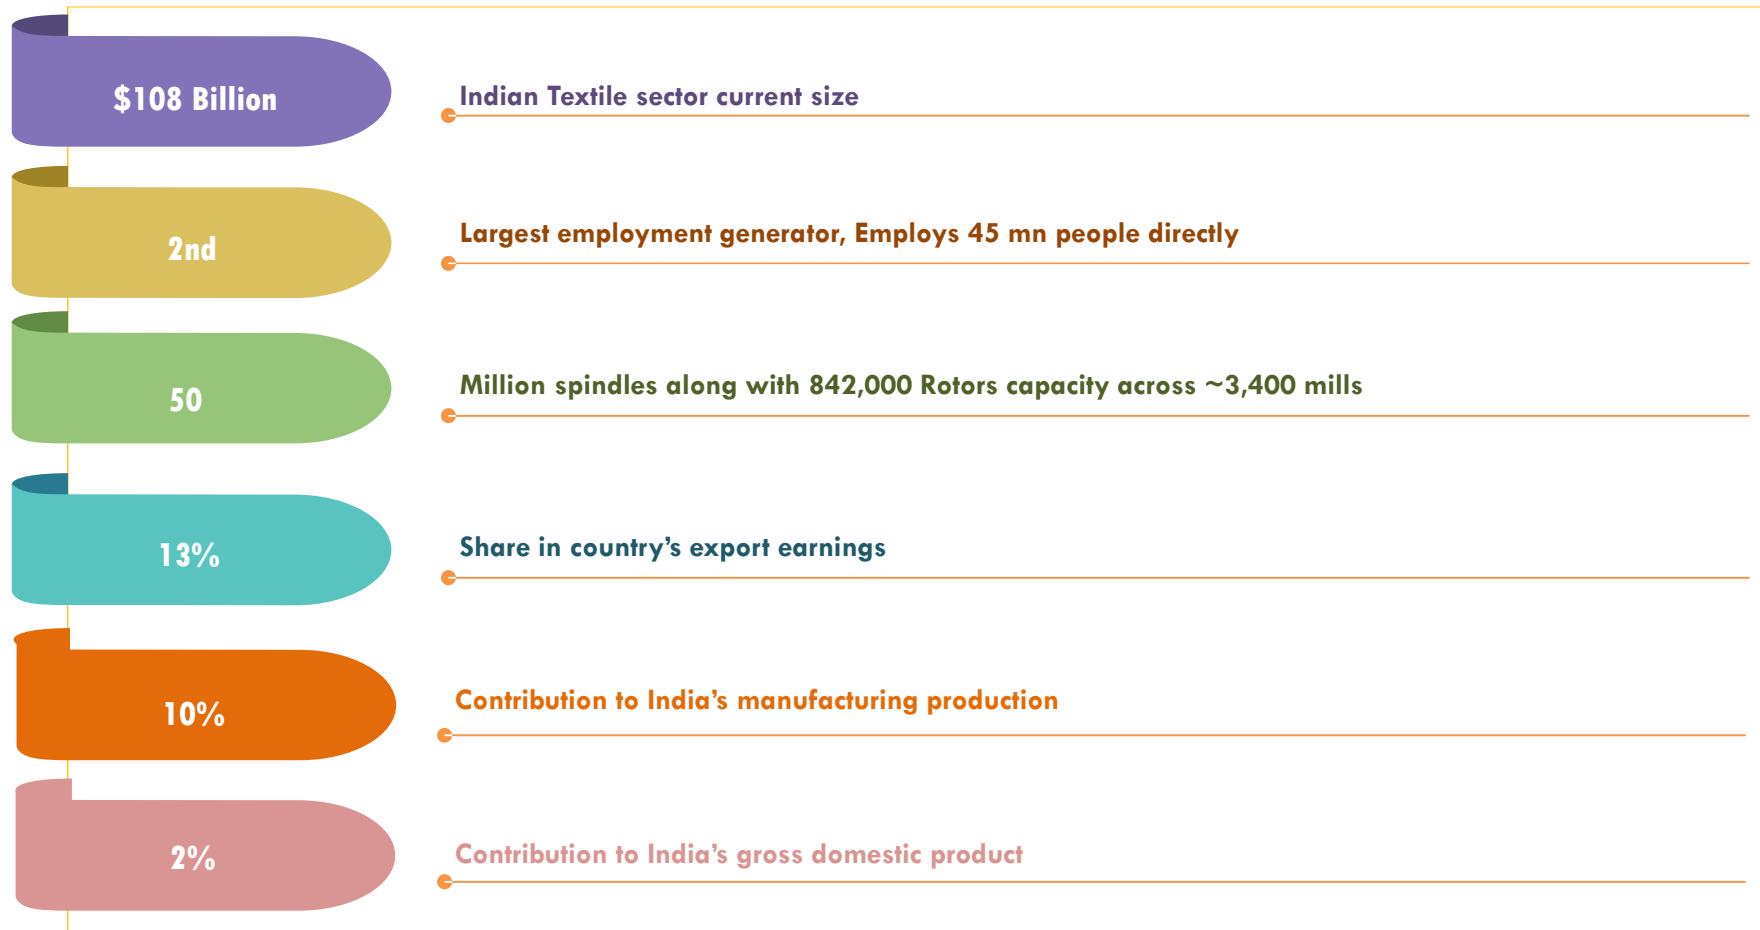 $108 Billion
Indian Textile sector current size
2nd
Largest employment generator, Employs 45 mn people directly
50
Million spindles along with 842,000 Rotors capacity across ~3,400 mills
13%
Share in country’s export earnings
10%
Contribution to India’s manufacturing production
2%
Contribution to India’s gross domestic product